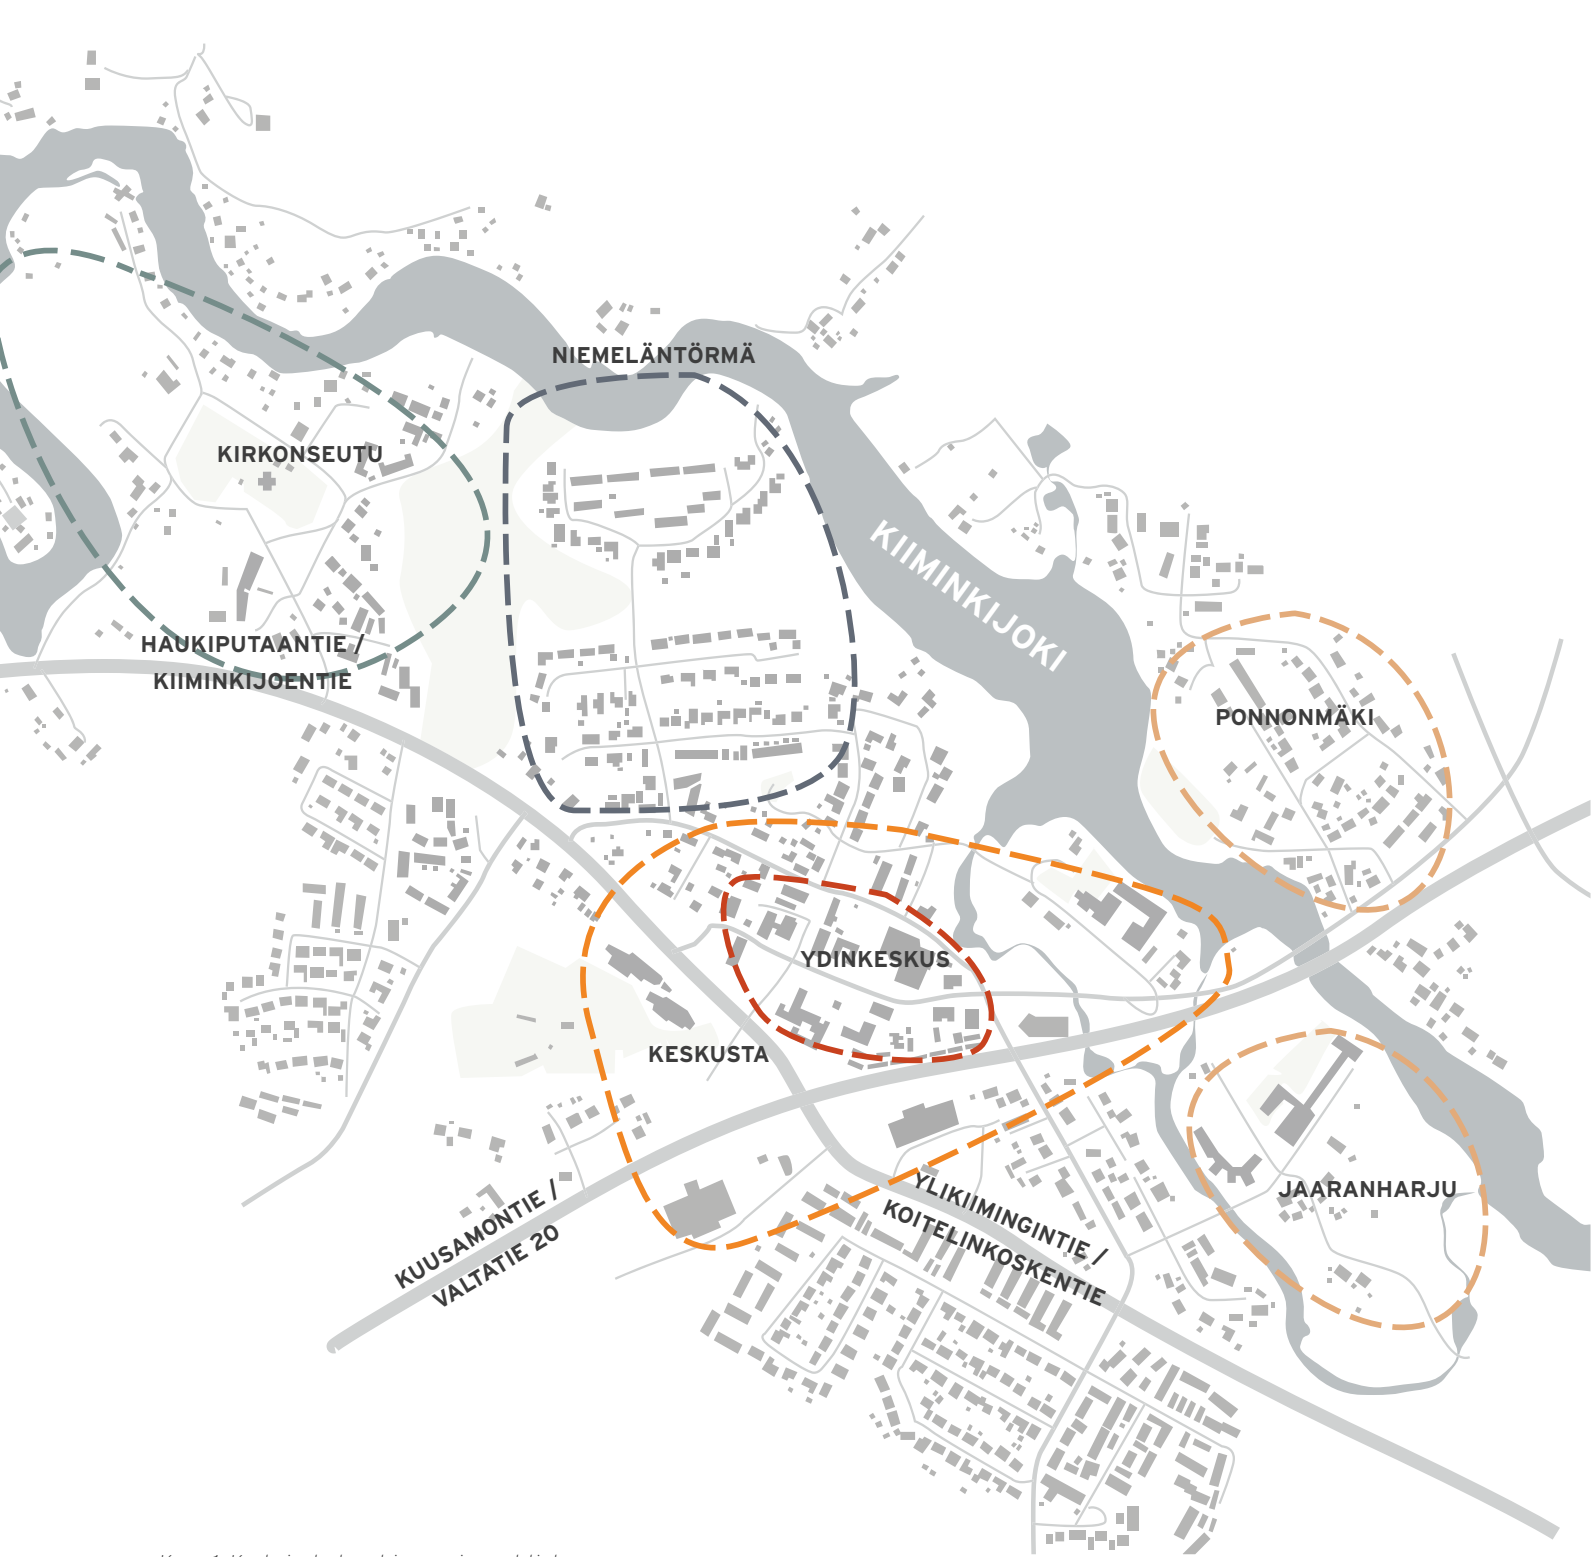 NIEMELÄNTÖRMÄ
KIRKONSEUTU
KIIMINKIJOKI
HAUKIPUTAANTIE /
KIIMINKIJOENTIE
PONNONMÄKI
YDINKESKUS
KESKUSTA
JAARANHARJU
KUUSAMONTIE /
VALTATIE 20
YLIKIIMINGINTIE /
KOITELINKOSKENTIE